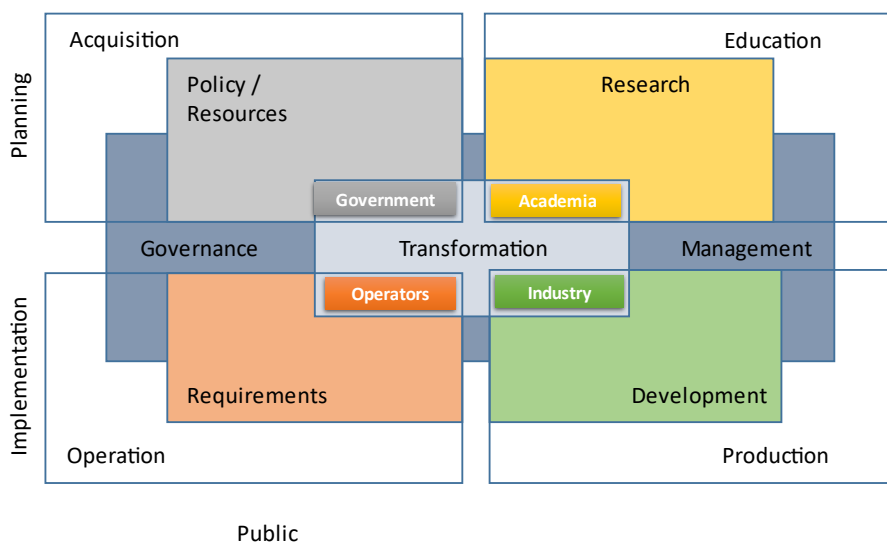 Acquisition
Education
Planning
Policy /
Resources
Research
Government
Academia
Governance
Transformation
Management
Operators
Industry
Implementation
Requirements
Development
Operation
Production
Public